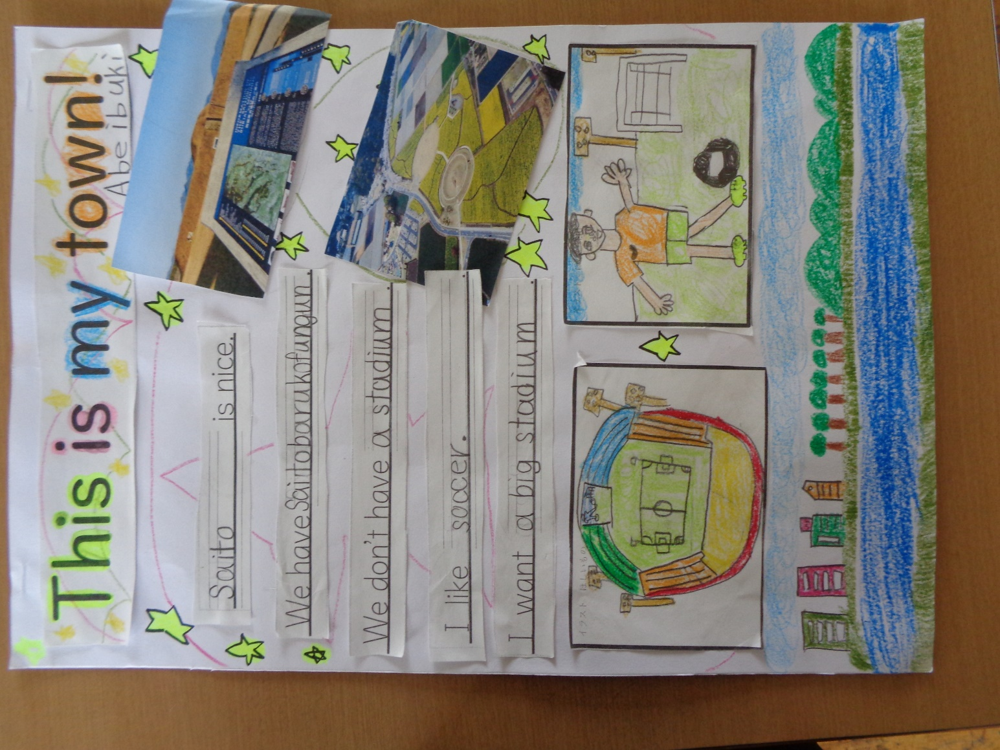 This is my town!
Abe ibuki
Saito is nice.
We have Saitobarukofungun.
We don't have a stadium.
I like soccer.
I want a big stadium.